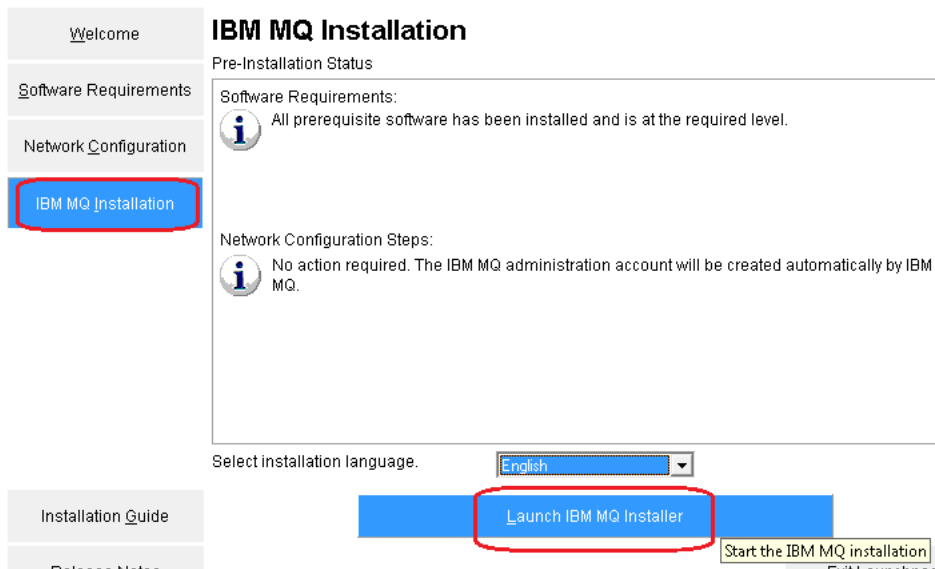 Welcome
Software Requirements
Network Configuration
IBM MQ Installation
Installation Guide
IBM MQ Installation
Pre-Installation Status
Software Requirements:
All prerequisite software has been installed and is at the required level.
Network Configuration Steps:
No action required. The IBM MQ administration account will be created automatically by IBM
MQ.
Select installation language.
English
Launch IBM MQ Installer
Start the IBM MQ installation